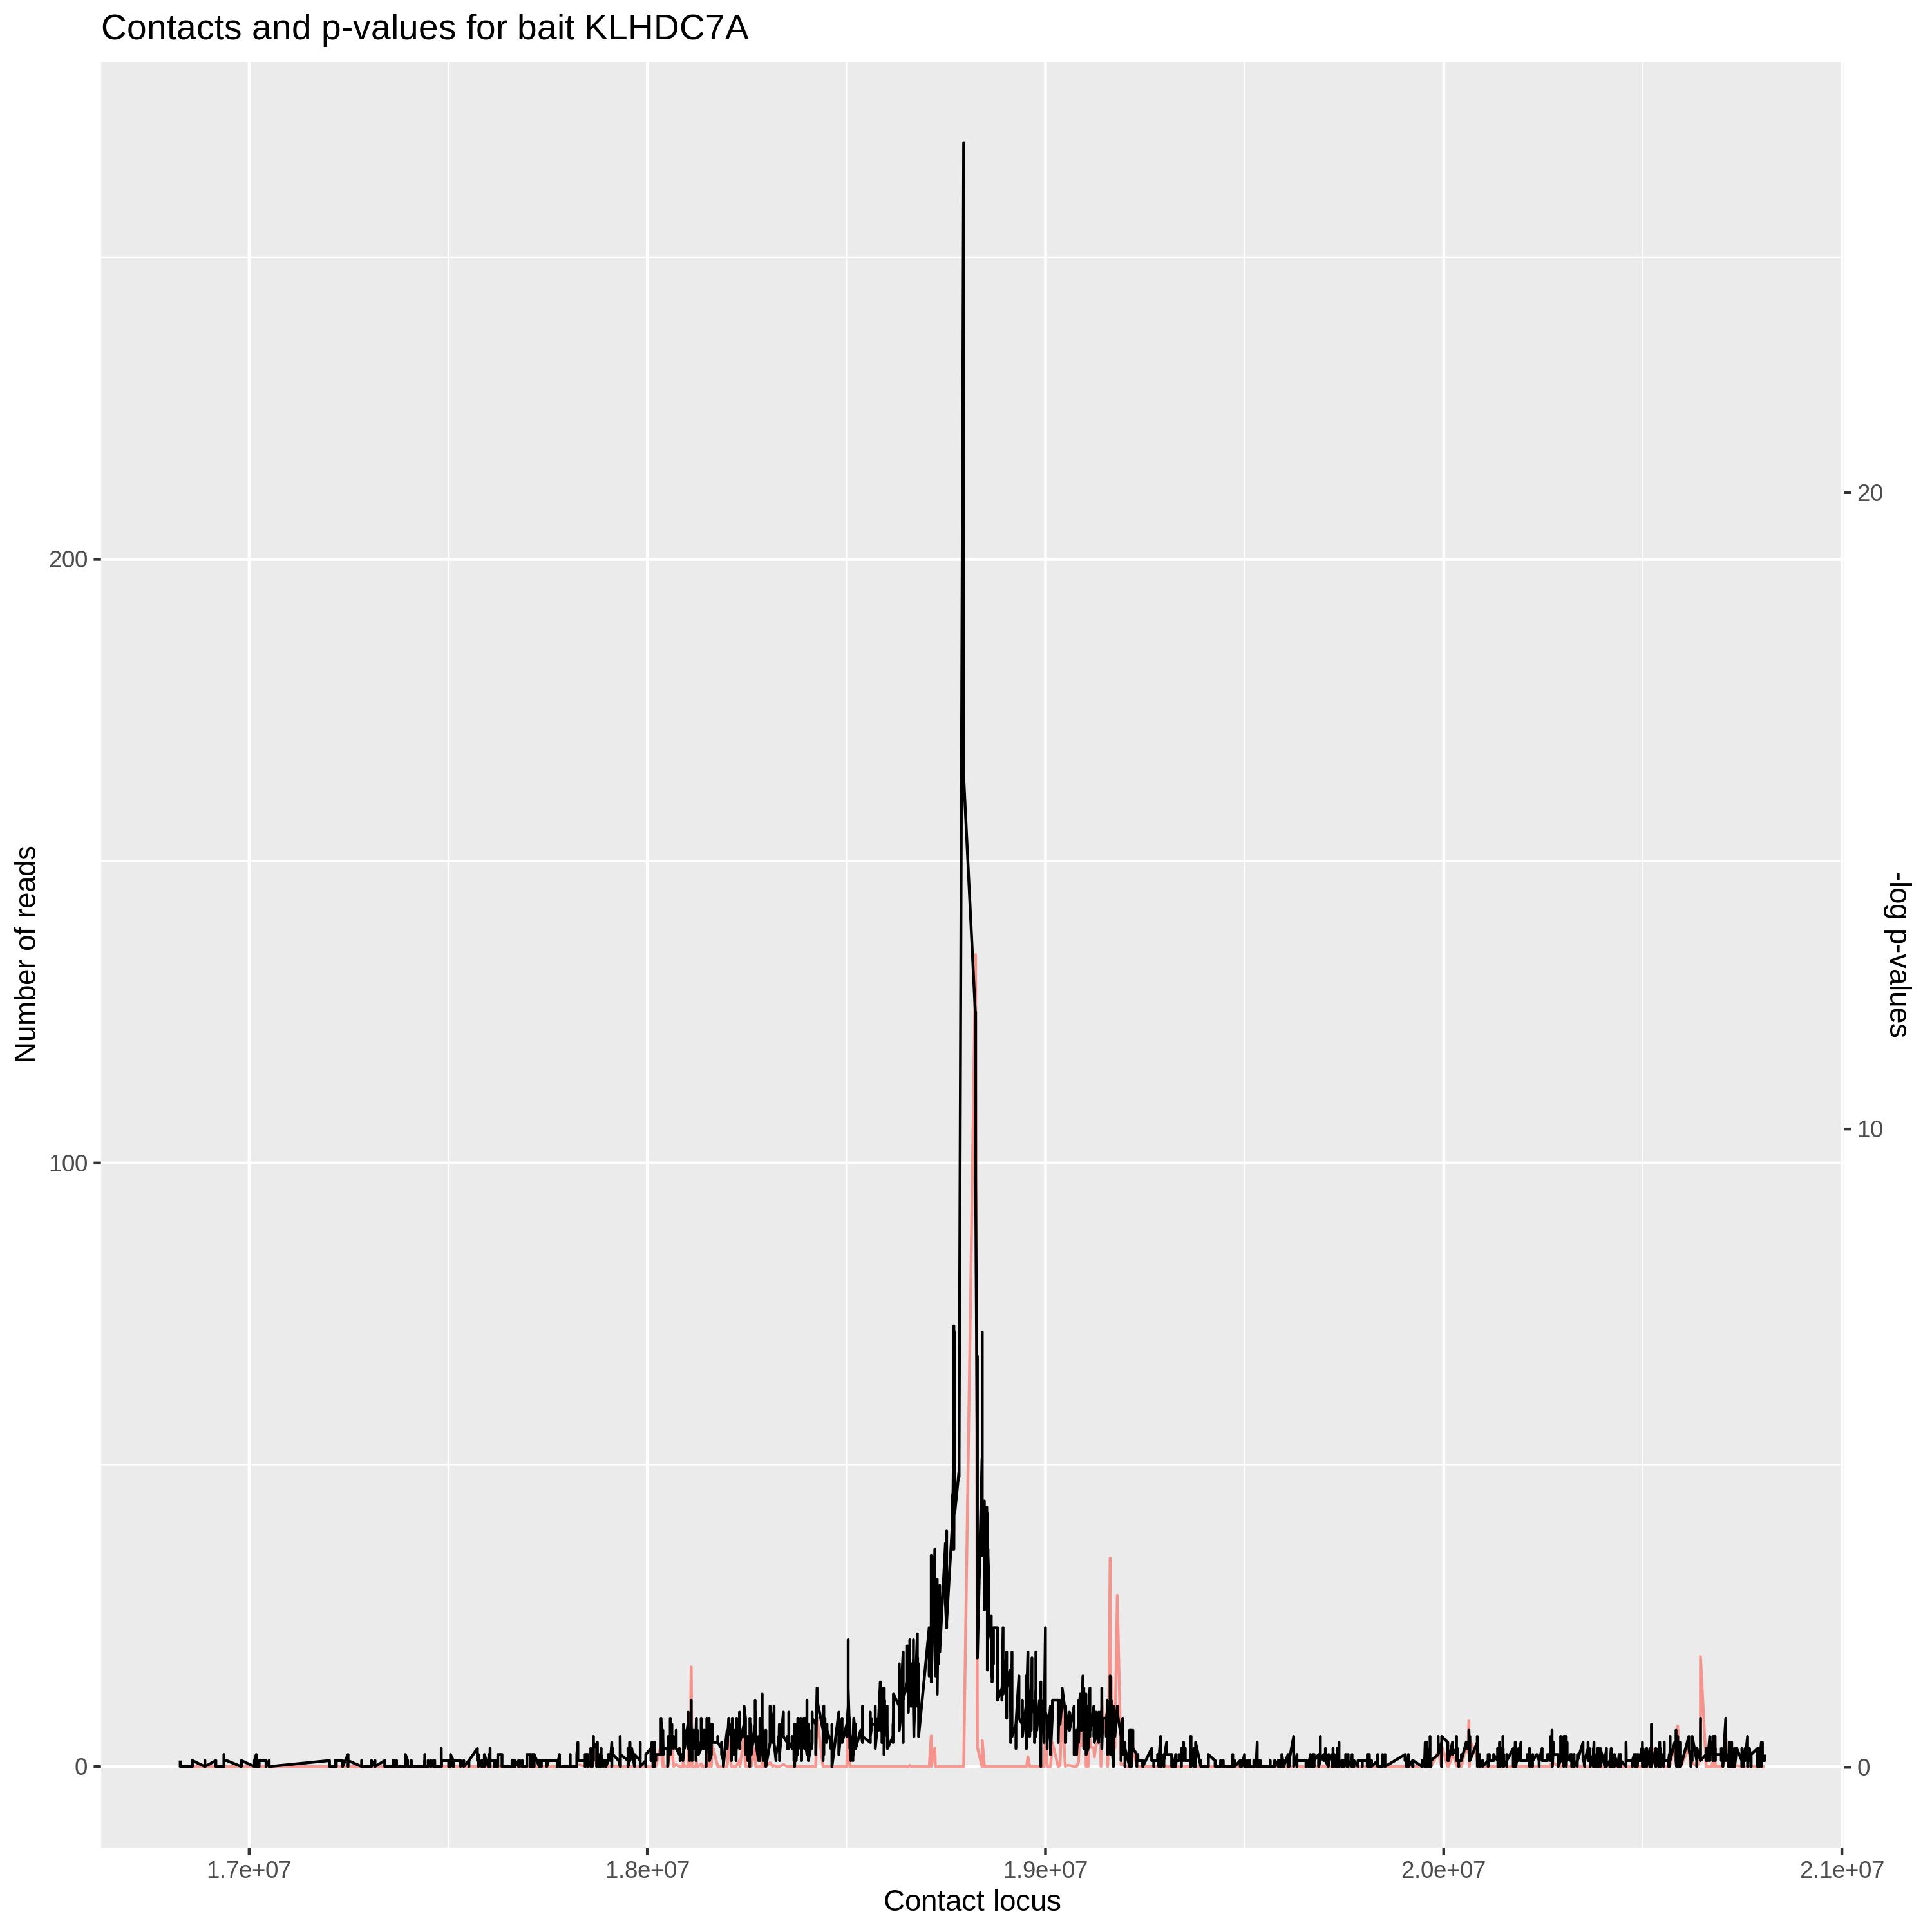 Contacts and p-values for bait KLHDC7A
Number of reads
200
100
0
20
10
0
-log p-values
1.7e+07
1.8e+07
1.9e+07
2.0e+07
2.1e+07
Contact locus